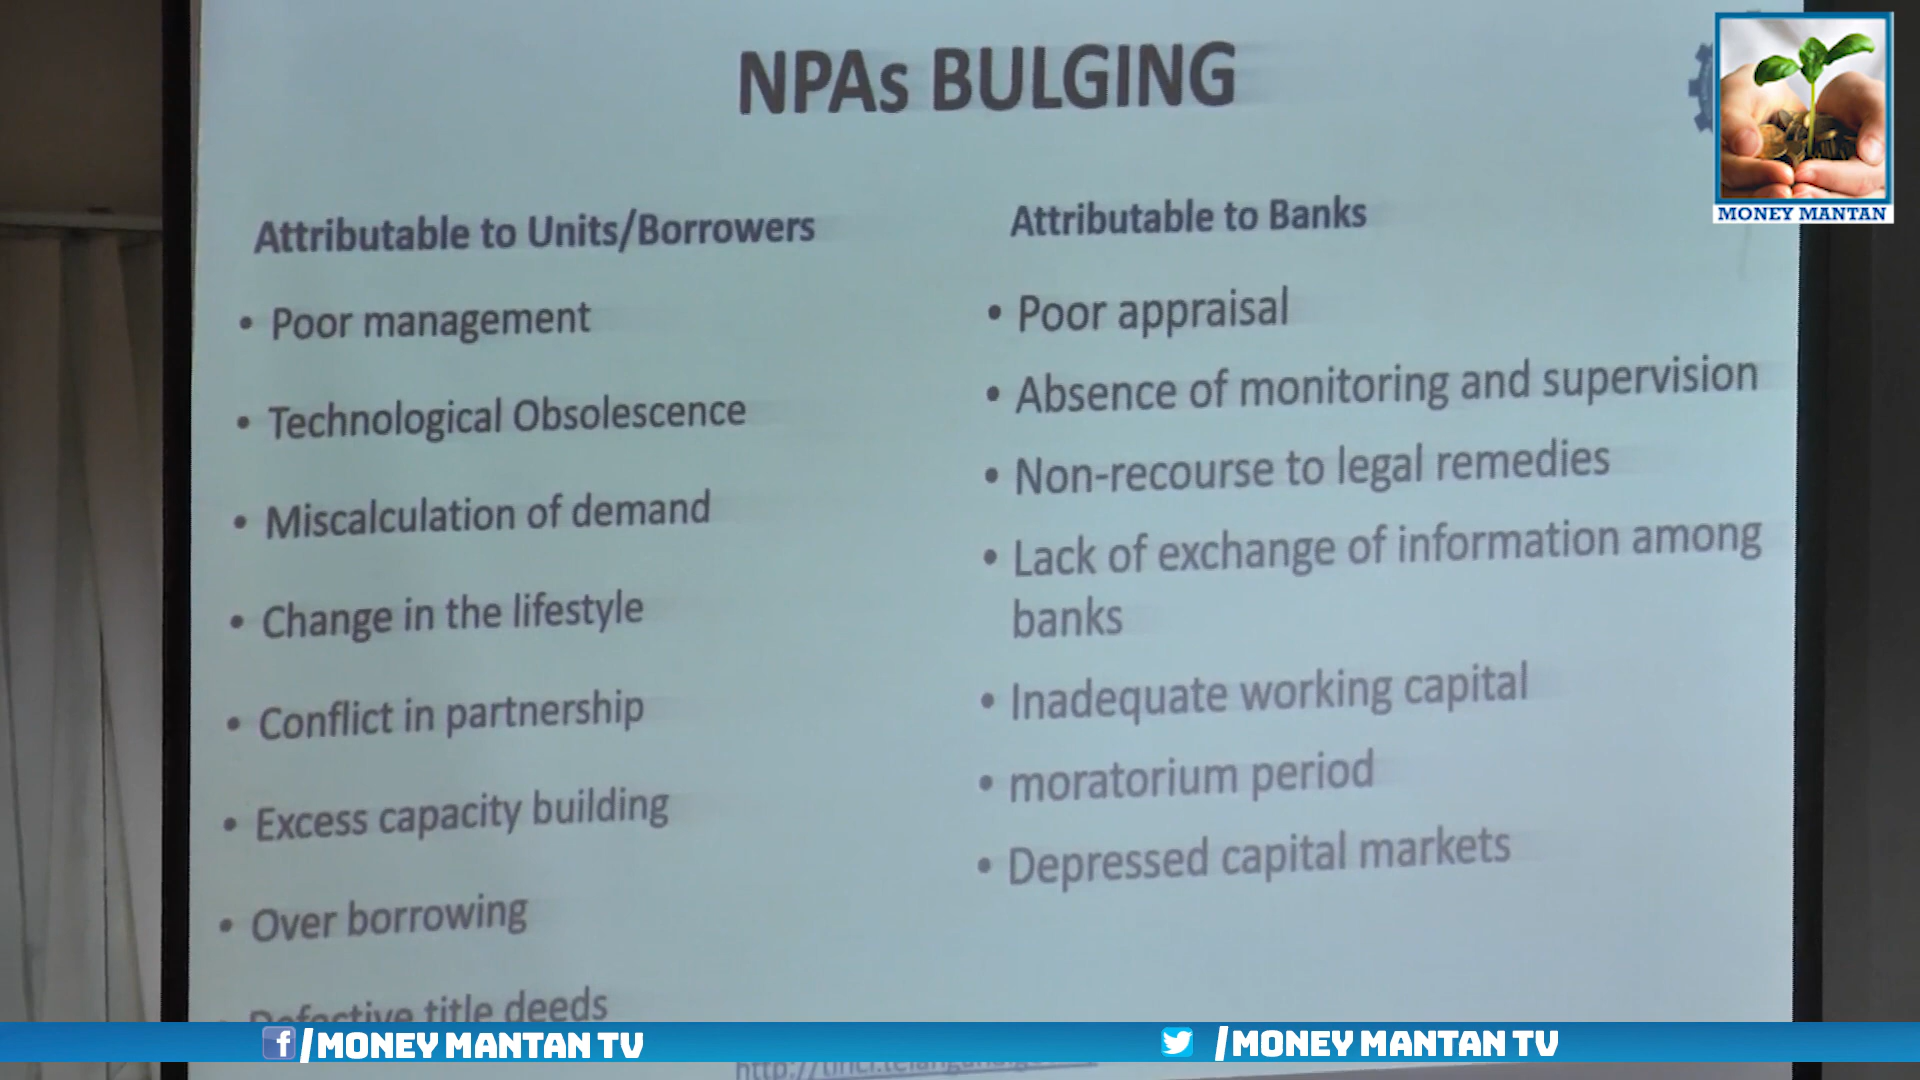 NPAs BULGING
MONEY MANTAN
Attributable to Units/Borrowers
• Poor management
• Technological Obsolescence
• Miscalculation of demand
• Change in the lifestyle
• Conflict in partnership
• Excess capacity building
• Over borrowing
Defective title deeds
Attributable to Banks
• Poor appraisal
• Absence of monitoring and supervision
• Non-recourse to legal remedies
• Lack of exchange of information among
banks
• Inadequate working capital
• moratorium period
• Depressed capital markets
f /MONEY MANTAN TV
/MONEY MANTAN TV